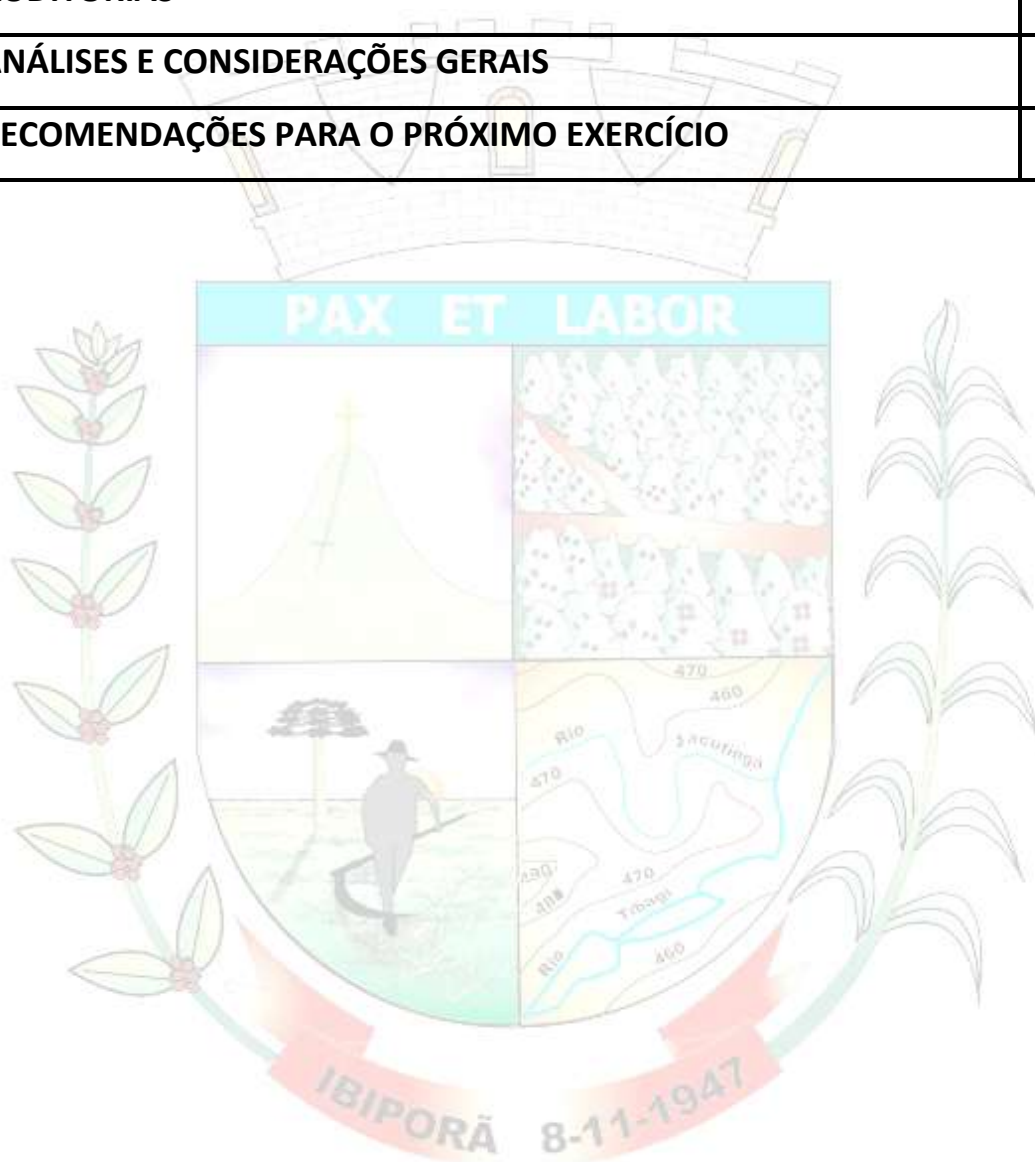 ANÁLISES E CONSIDERAÇÕES GERAIS
RECOMENDAÇÕES PARA O PRÓXIMO EXERCÍCIO
PAX ET LABOR
470
460
Rio Jacutinga
470
470
Rio Tibagi
460
IBIPORÃ 8-11-1947